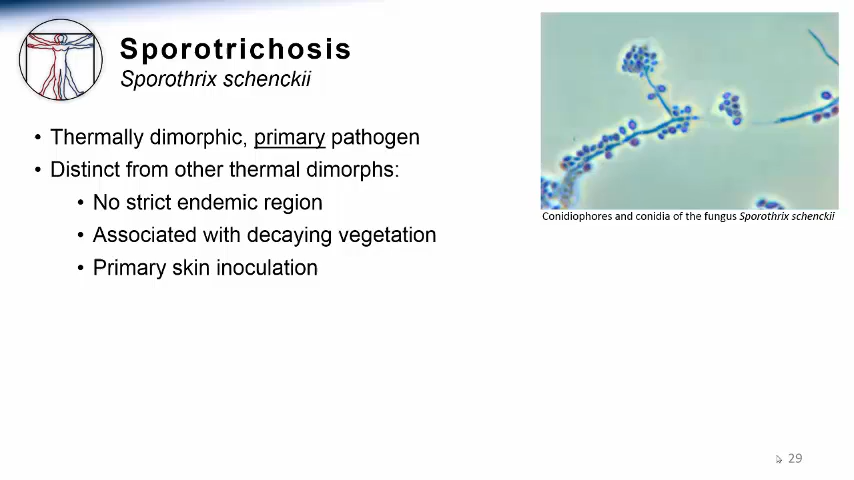 Sporotrichosis
Sporothrix schenckii
• Thermally dimorphic, primary pathogen
• Distinct from other thermal dimorphs:
• No strict endemic region
• Associated with decaying vegetation
• Primary skin inoculation
Conidiophores and conidia of the fungus Sporothrix schenckii
29